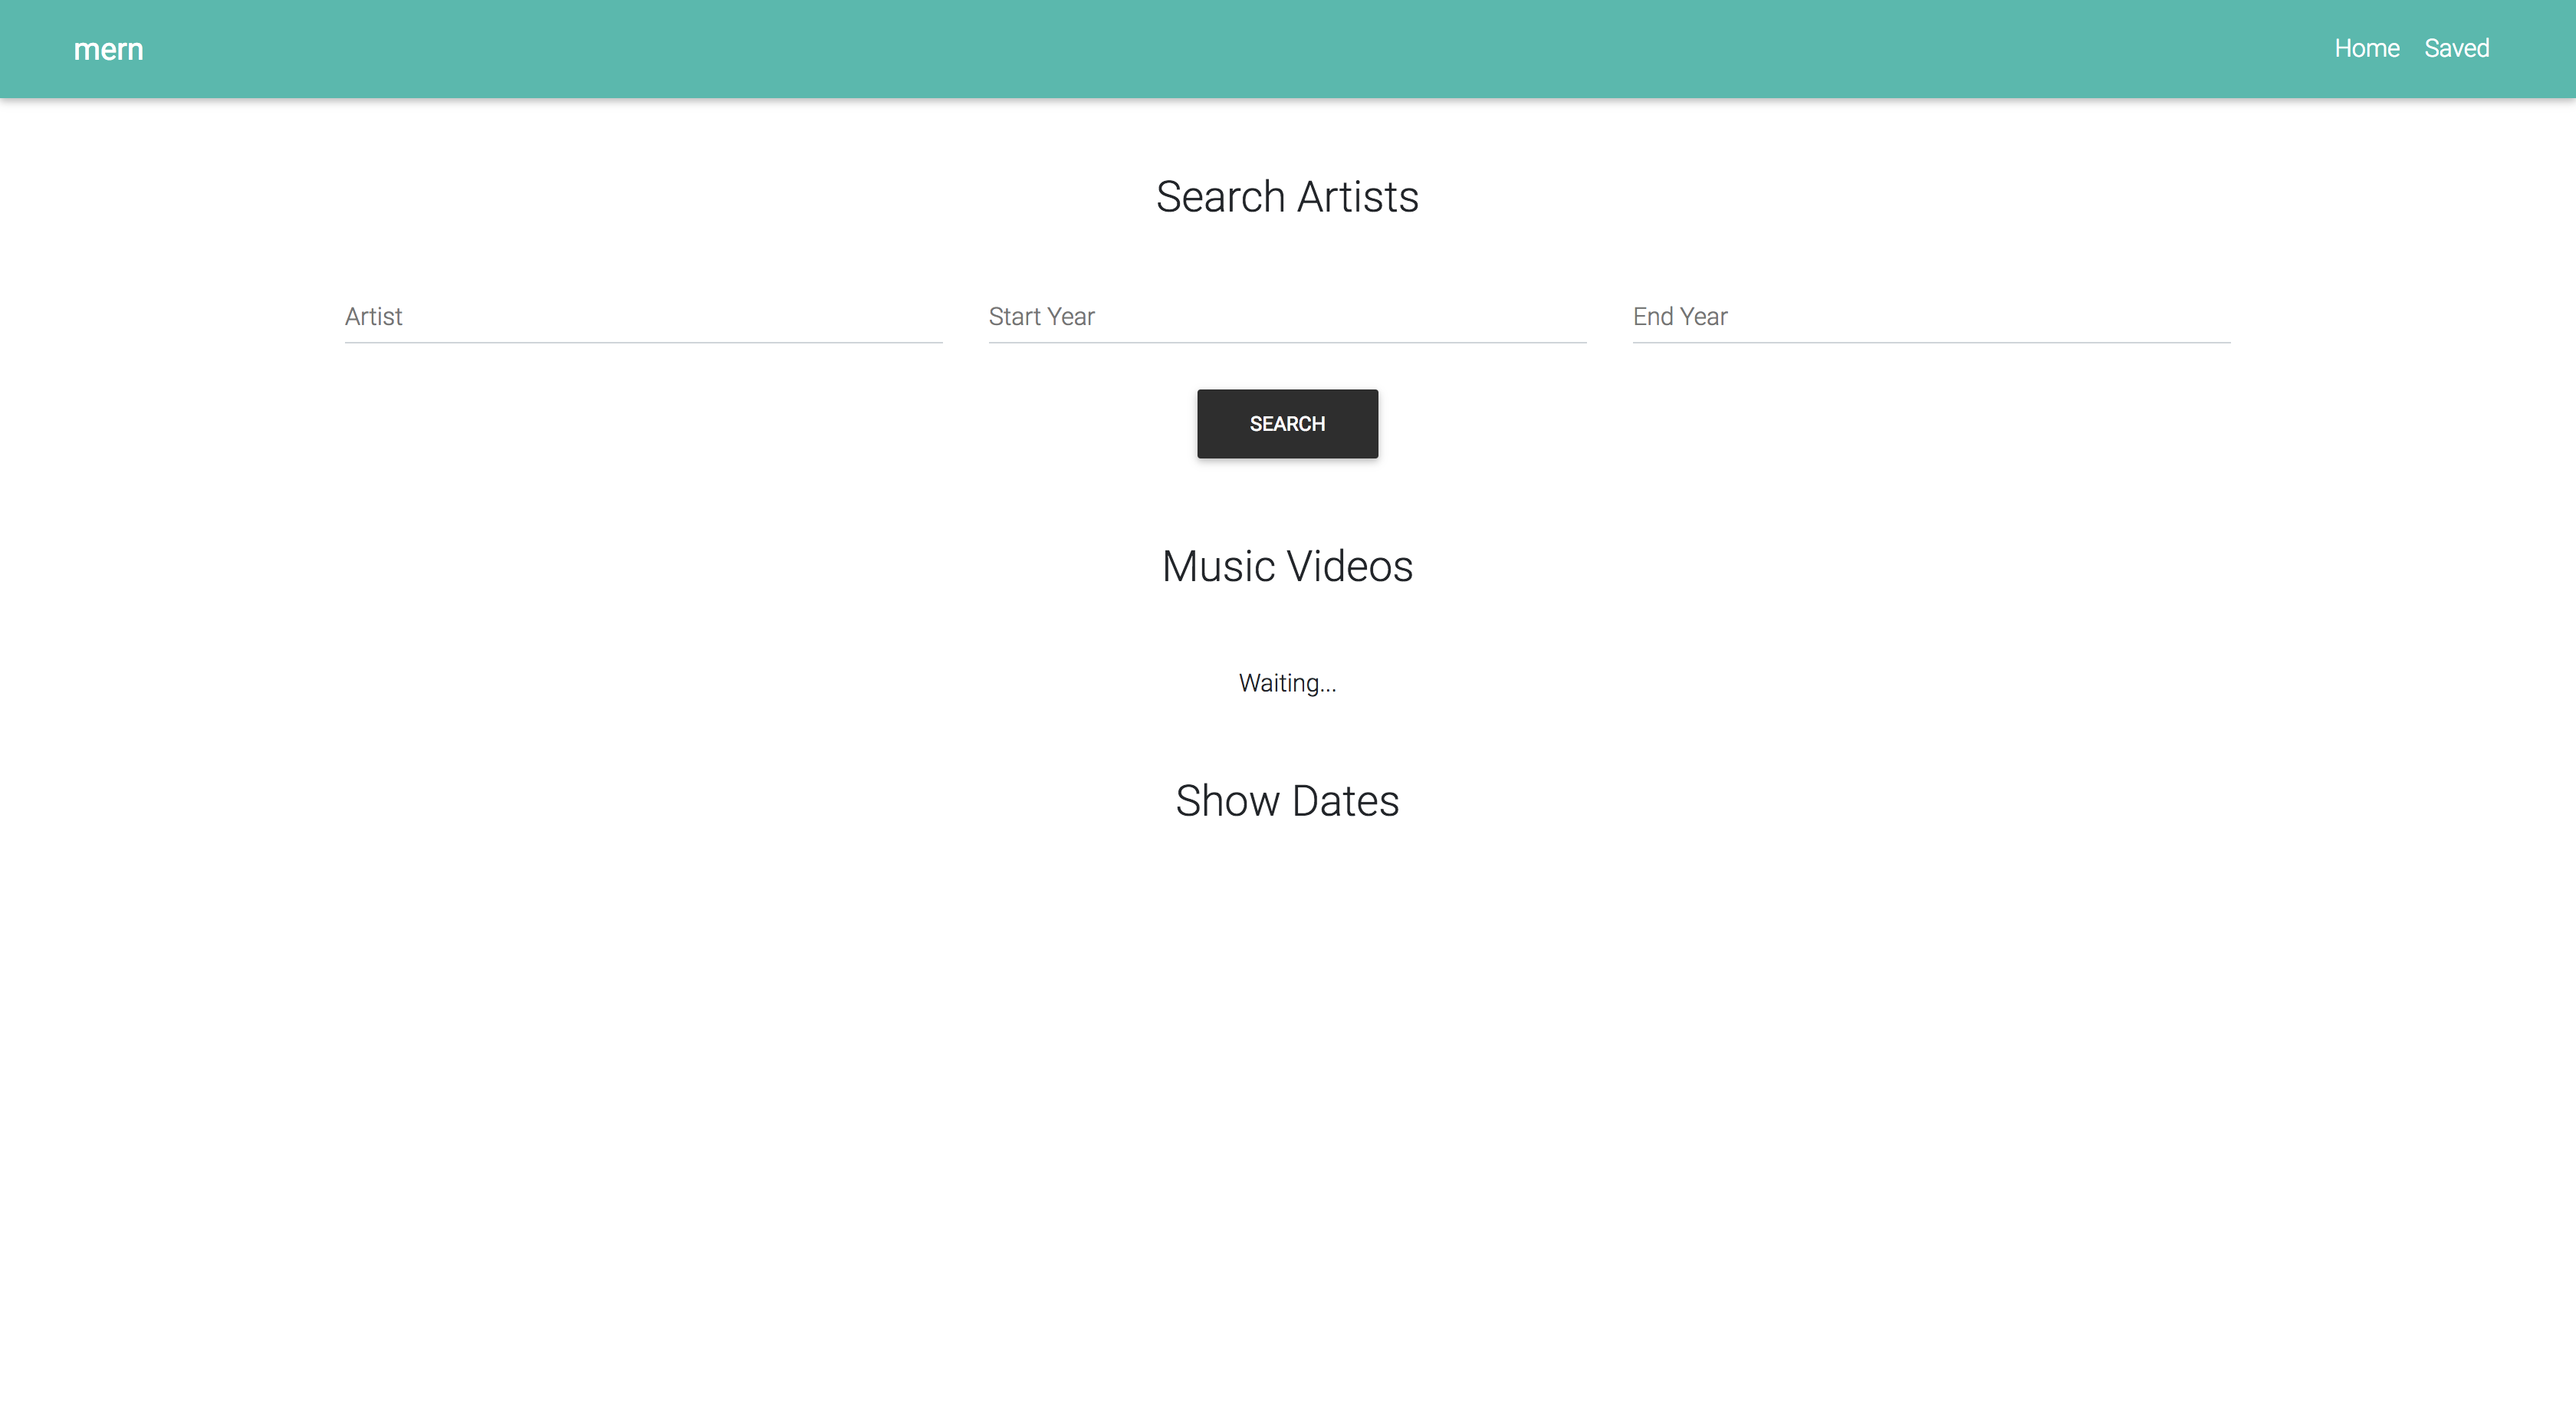 mern
Home Saved
Search Artists
Artist Start Year End Year
SEARCH
Music Videos
Waiting...
Show Dates